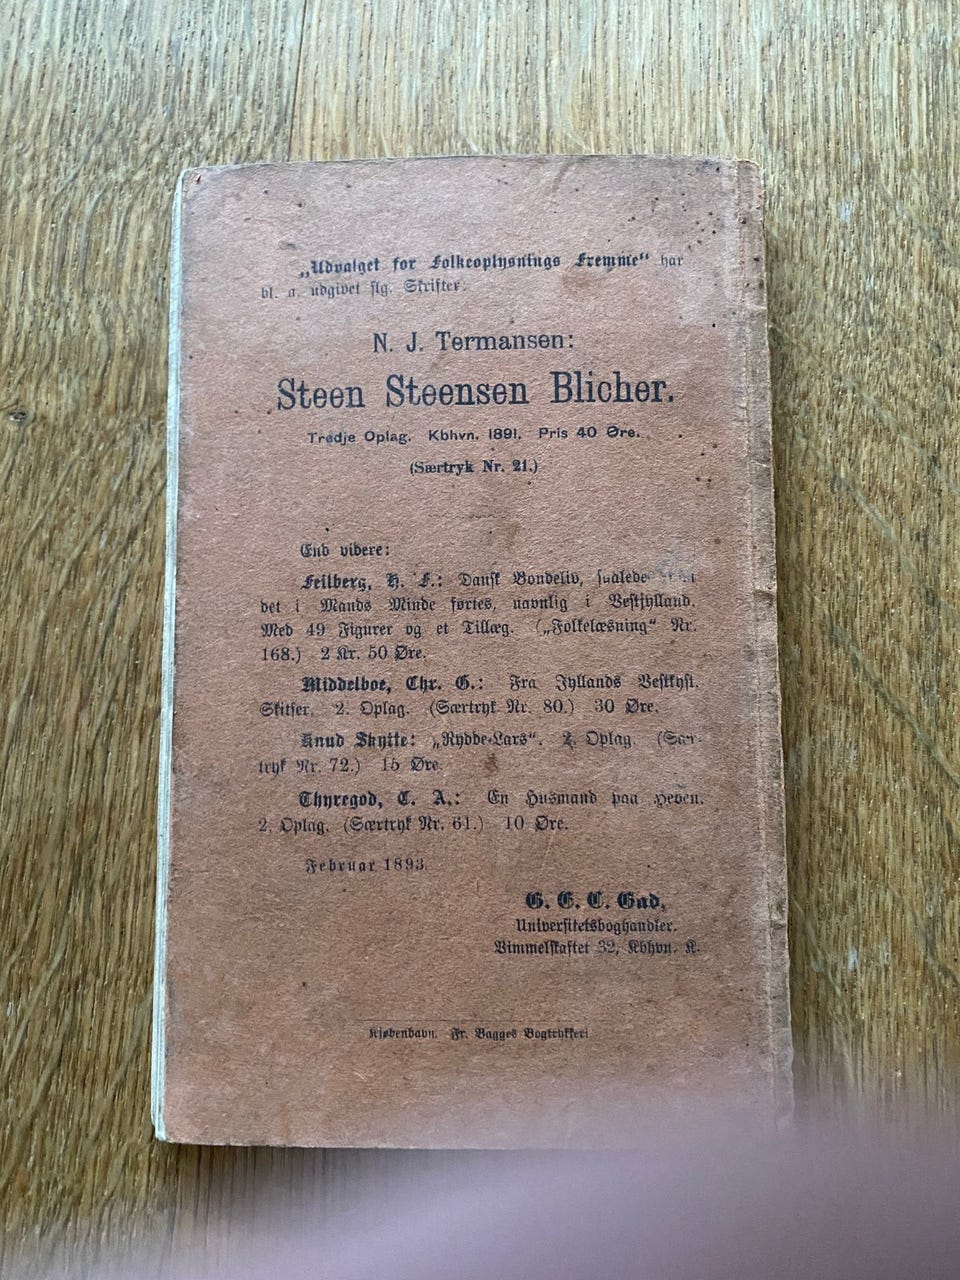 „Udvalget for Folkeoplysnings Fremme“ har
bl. a. udgivet flg. Skrifter:
N. J. Termansen:
Steen Steensen Blicher.
Tredje Oplag. Kbhvn. 1891. Pris 40 Øre.
(Særtryk Nr. 21.)
End videre:
Feilberg, H. F.: Dansk Bondeliv, saalede
det i Mands Minde førtes, navnlig i Vestjylland.
Med 49 Figurer og et Tillæg. („Folkelæsning“ Nr.
168.) 2 Kr. 50 Øre.
Middelboe, Chr. G.: Fra Jyllands Vestkyst.
Skitser. 2. Oplag. (Særtryk Nr. 80.) 30 Øre.
Knud Skytte: „Rydde-Lars“. 2. Oplag. (Sær-
tryk Nr. 72.) 15 Øre.
Thyregod, C. A.: En Husmand paa Heden.
2. Oplag. (Særtryk Nr. 61.) 10 Øre.
Februar 1893.
G. E. C. Gad,
Universitetsboghandler.
Vimmelskaftet 32, Kbhvn. K.
Kjøbenhavn. Fr. Bagges Bogtrykkeri